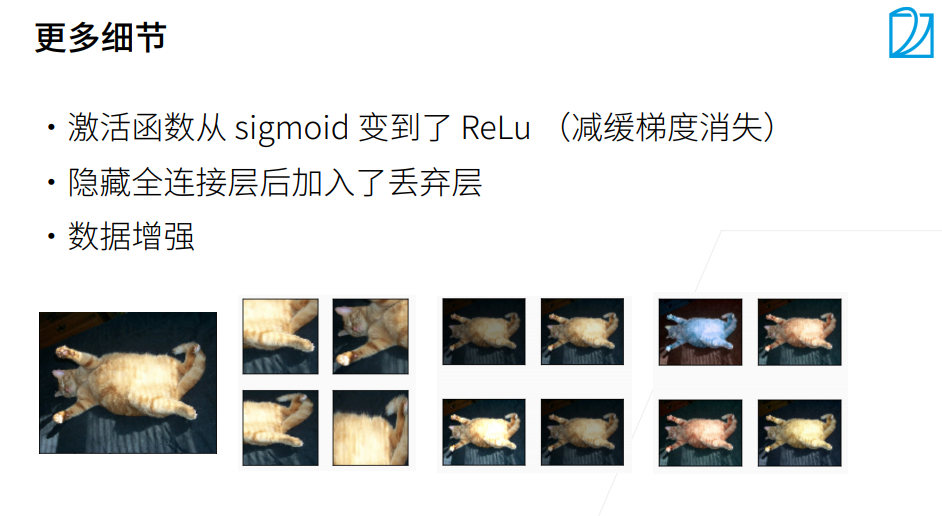 更多细节
• 激活函数从 sigmoid 变到了 ReLu （减缓梯度消失）
• 隐藏全连接层后加入了丢弃层
• 数据增强